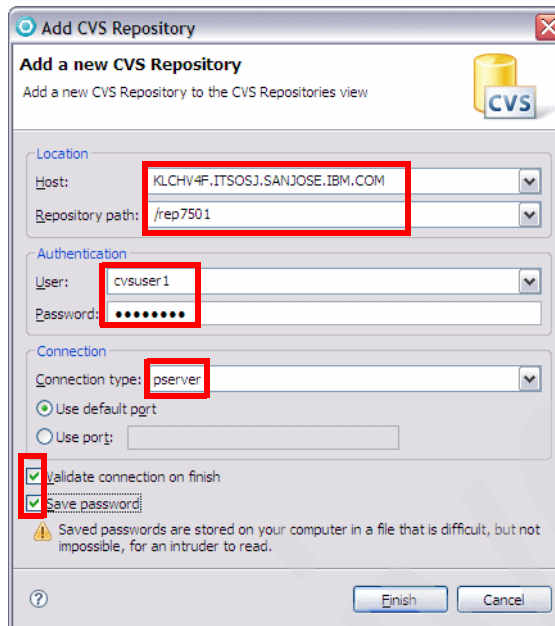 Add CVS Repository
Add a new CVS Repository
Add a new CVS Repository to the CVS Repositories view
CVS
Location
Host: KLCHV4F.ITSOSJ.SANJOSE.IBM.COM
Repository path: /rep7501
Authentication
User: cvsuser1
Password: ●●●●●●●●
Connection
Connection type: pserver
Use default port
Use port:
Validate connection on finish
Save password
Saved passwords are stored on your computer in a file that is difficult, but not
impossible, for an intruder to read.
Finish Cancel